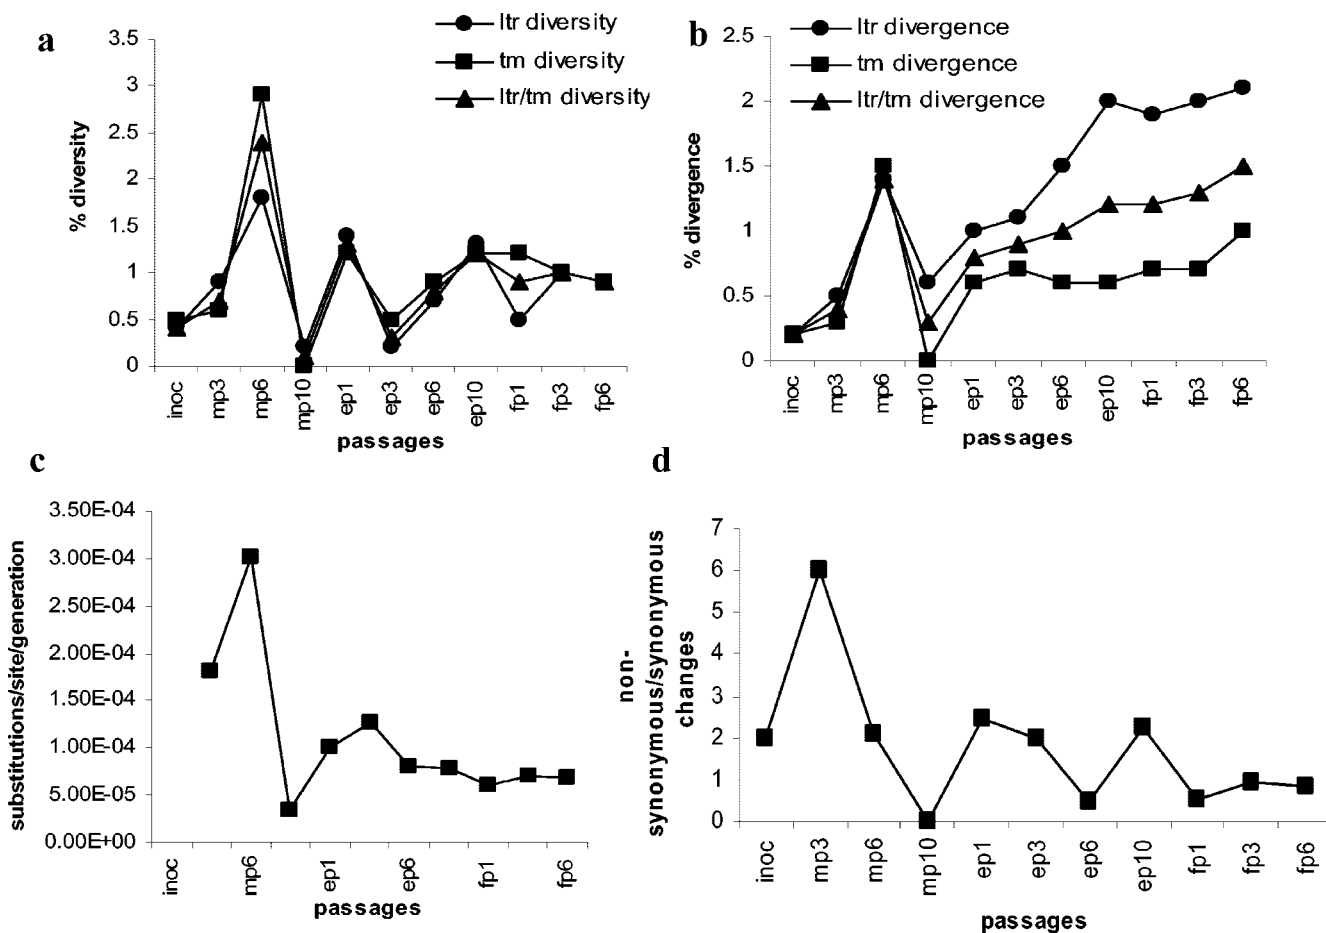 a
ltr diversity
tm diversity
ltr/tm diversity
3.5
3
2.5
2
1.5
1
0.5
0
% diversity
inoc
mp3
mp6
mp10
ep1
ep3
ep6
ep10
fp1
fp3
fp6
passages
b
ltr divergence
tm divergence
ltr/tm divergence
2.5
2
1.5
1
0.5
0
% divergence
inoc
mp3
mp6
mp10
ep1
ep3
ep6
ep10
fp1
fp3
fp6
passages
c
3.50E-04
3.00E-04
2.50E-04
2.00E-04
1.50E-04
1.00E-04
5.00E-05
0.00E+00
substitutions/site/generation
inoc
mp6
ep1
ep6
fp1
fp6
passages
d
7
6
5
4
3
2
1
0
non-
synonymous/synonymous
changes
inoc
mp3
mp6
mp10
ep1
ep3
ep6
ep10
fp1
fp3
fp6
passages